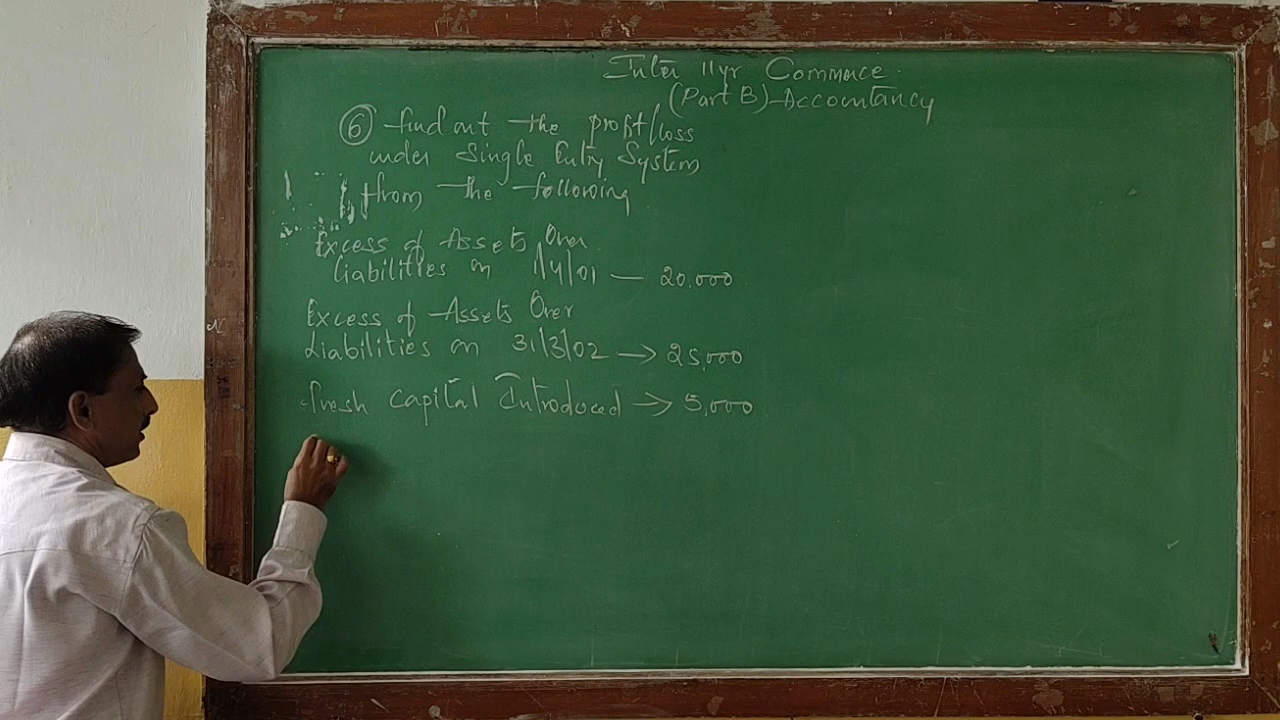 Inter II yr Commerce
(Part B)-Accountancy
⑥ find out the profit/loss
under Single Entry System
from the following
Excess of Assets Over
liabilities on 1/4/01 — 20,000
Excess of Assets Over
Liabilities on 31/3/02 → 25,000
fresh capital Introduced → 5,000